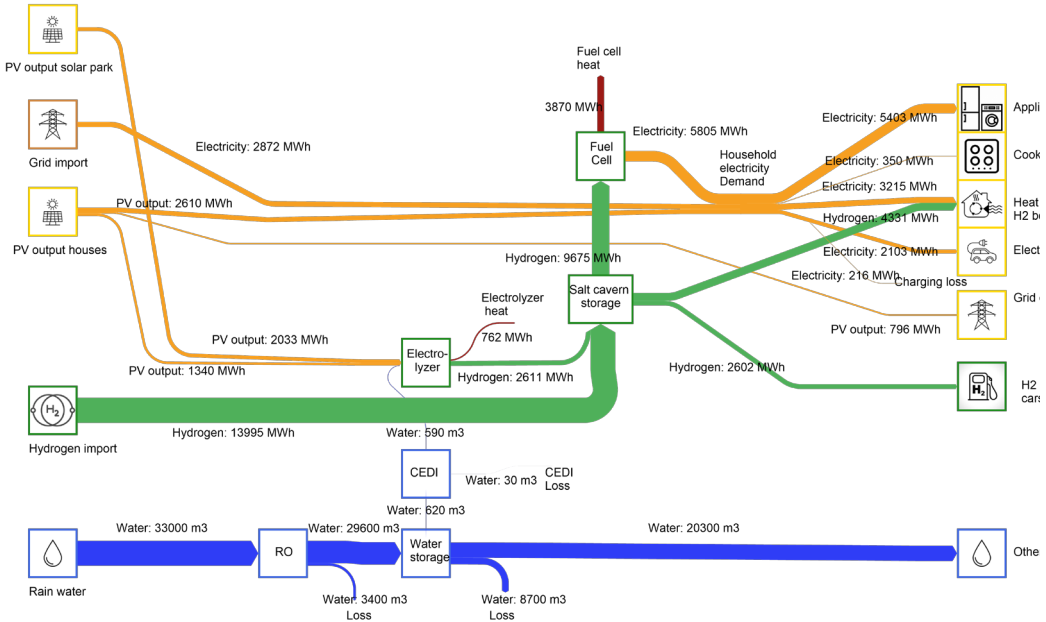 PV output solar park
Grid import
PV output houses
Electricity: 2872 MWh
PV output: 2610 MWh
Fuel cell
heat
3870 MWh
Fuel
Cell
Electricity: 5805 MWh
Household
electricity
Demand
Electricity: 5403 MWh
Appli
Electricity: 350 MWh
Cook
Electricity: 3215 MWh
Heat
Hydrogen: 4331 MWh
H2 b
Electricity: 2103 MWh
Elect
Electricity: 216 MWh
Charging loss
Hydrogen: 9675 MWh
Salt cavern
storage
Grid
PV output: 796 MWh
Electrolyzer
heat
762 MWh
PV output: 2033 MWh
PV output: 1340 MWh
Electro-
lyzer
Hydrogen: 2611 MWh
Hydrogen: 2602 MWh
H2
H2
cars
H2
Hydrogen: 13995 MWh
Hydrogen import
Water: 590 m3
CEDI
Water: 30 m3
CEDI
Loss
Water: 620 m3
Water: 33000 m3
RO
Water: 29600 m3
Water
storage
Water: 20300 m3
Othe
Rain water
Water: 3400 m3
Loss
Water: 8700 m3
Loss